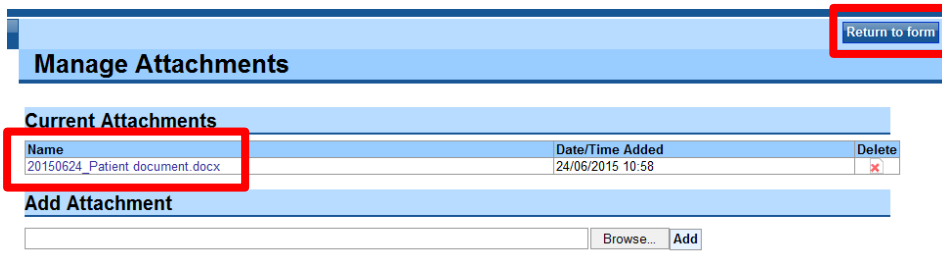 Return to form
Manage Attachments
Current Attachments
Name Date/Time Added Delete
20150624_Patient document.docx 24/06/2015 10:58
Add Attachment
Browse... Add